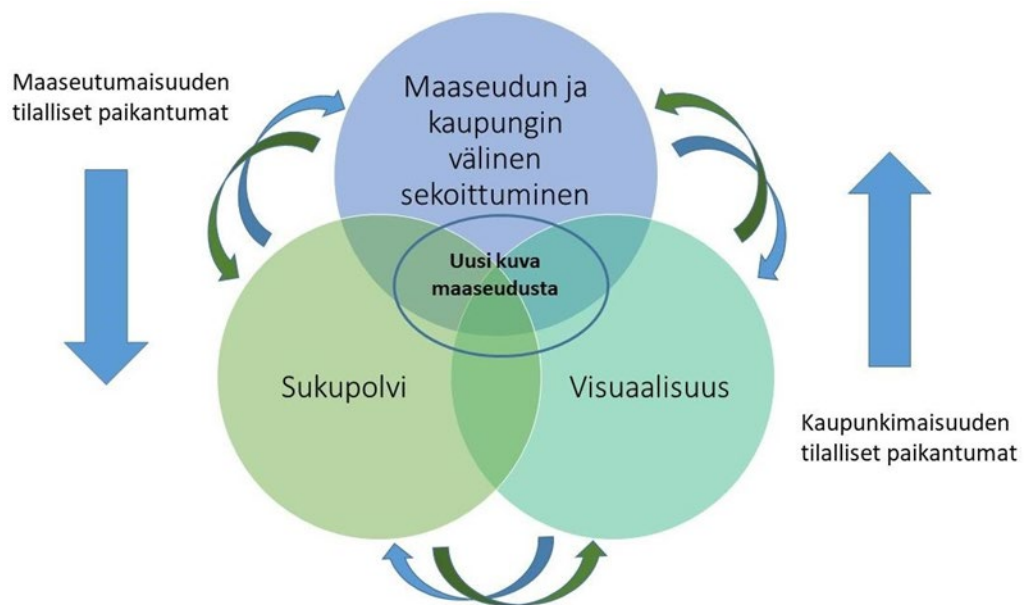 Maaseutumaisuuden
tilalliset paikantumat
Maaseudun ja
kaupungin
välinen
sekoittuminen
Uusi kuva
maaseudusta
Sukupolvi
Visuaalisuus
Kaupunkimaisuuden
tilalliset paikantumat